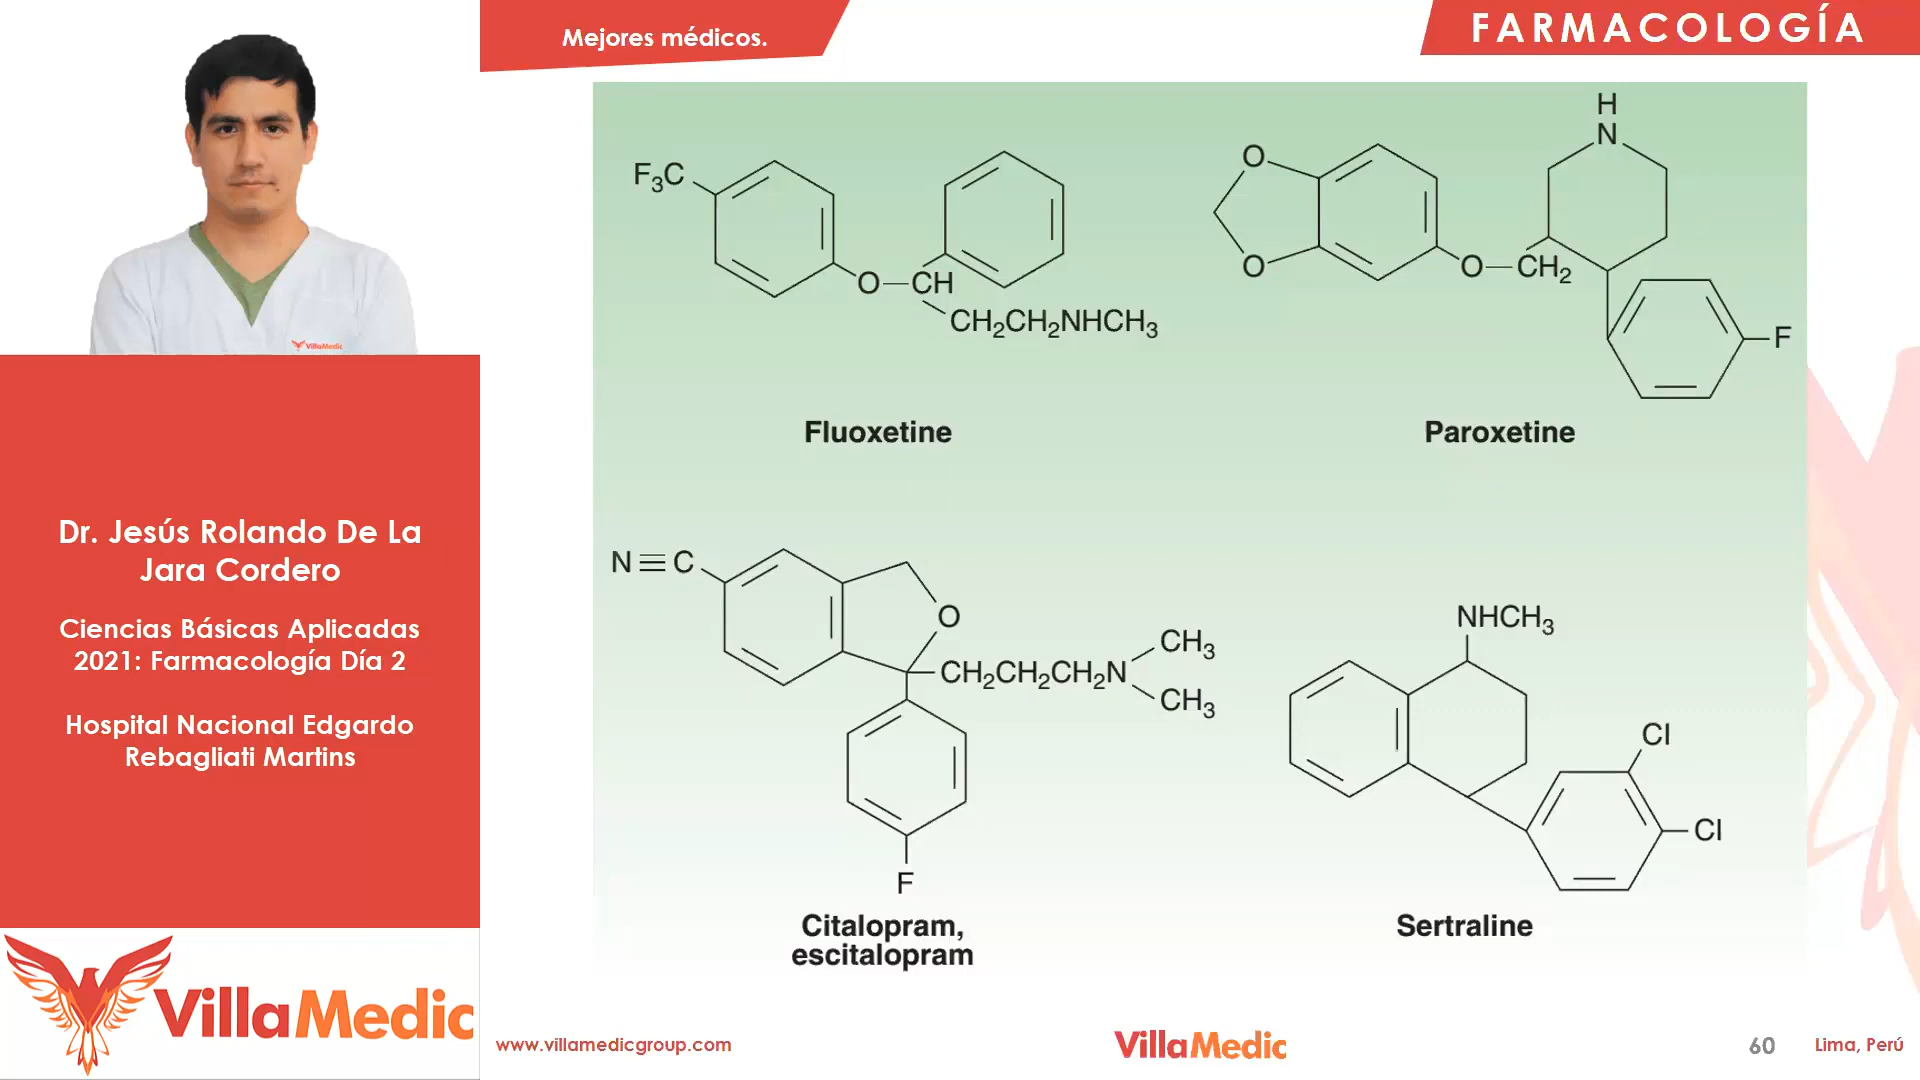 Mejores médicos.
FARMACOLOGÍA
VillaMedic
Dr. Jesús Rolando De La
Jara Cordero
Ciencias Básicas Aplicadas
2021: Farmacología Día 2
Hospital Nacional Edgardo
Rebagliati Martins
VillaMedic
F₃C
O—CH
CH₂CH₂NHCH₃
Fluoxetine
H
N
O
O
O—CH₂
F
Paroxetine
N≡C
O
CH₂CH₂CH₂N
CH₃
CH₃
F
Citalopram,
escitalopram
NHCH₃
Cl
Cl
Sertraline
www.villamedicgroup.com
VillaMedic
60
Lima, Perú